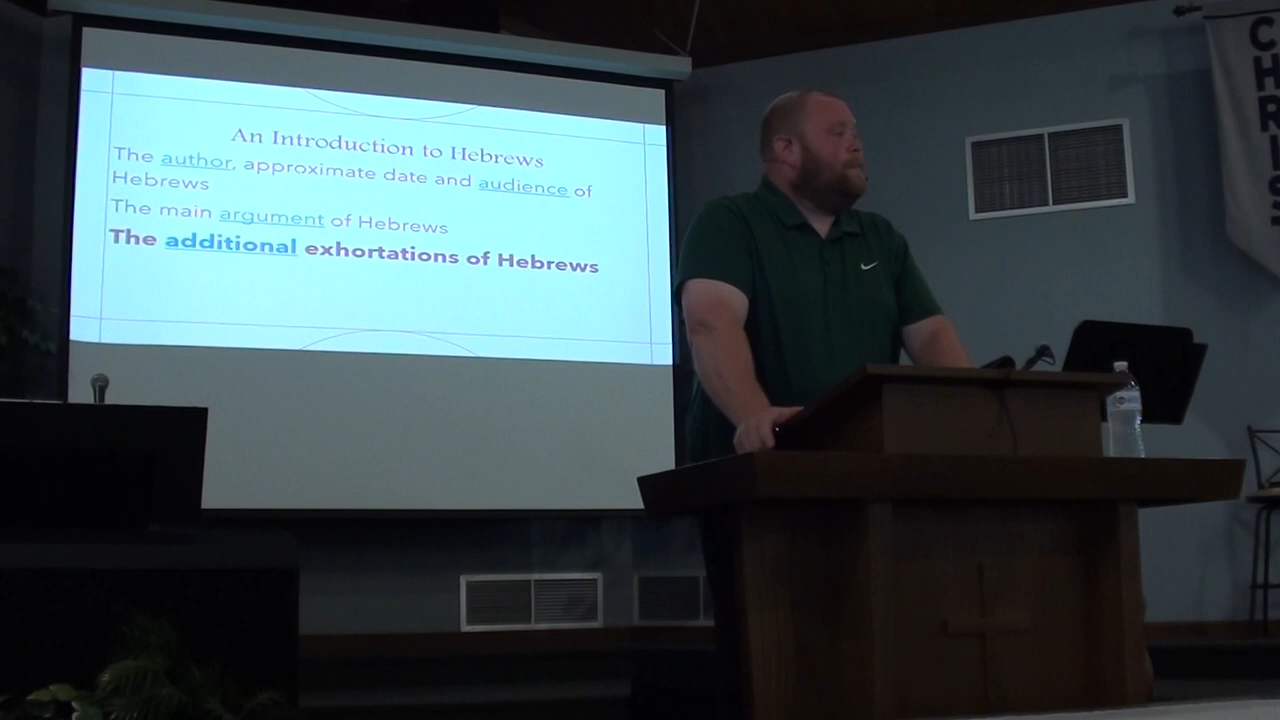 An Introduction to Hebrews
The author, approximate date and audience of
Hebrews
The main argument of Hebrews
The additional exhortations of Hebrews
CHRIST